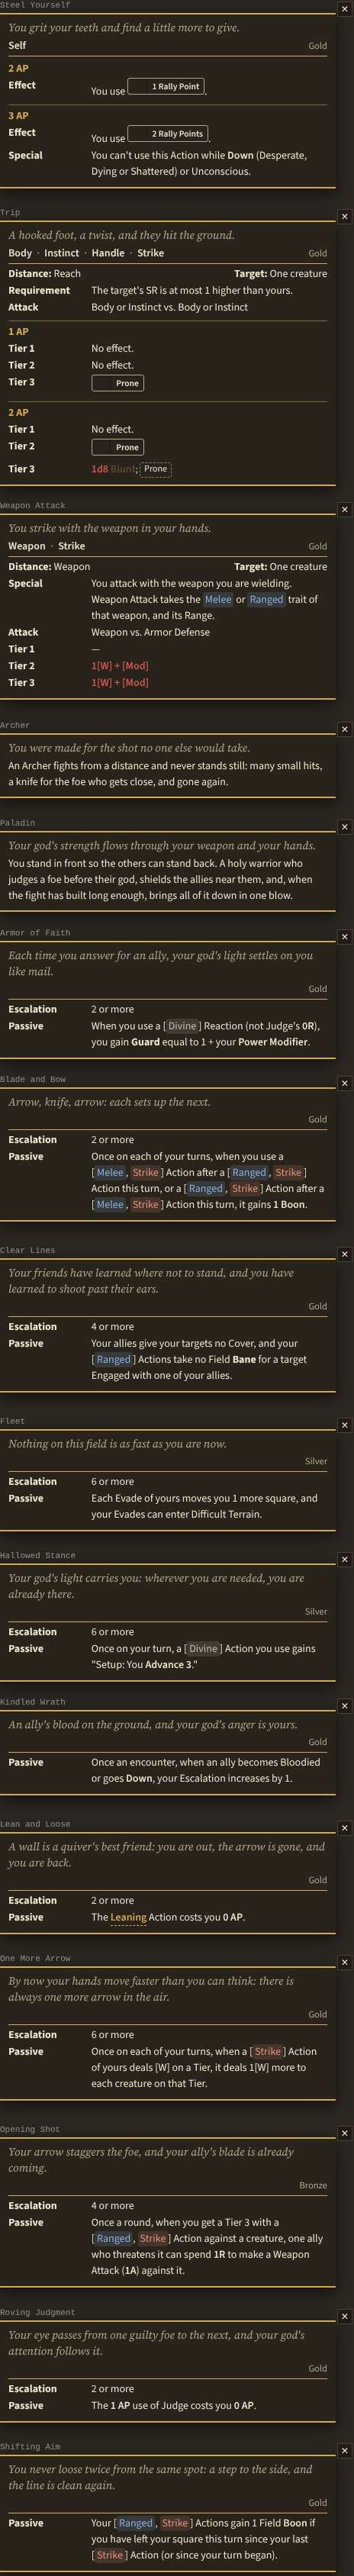 Steel Yourself
✕
You grit your teeth and find a little more to give.
Self Gold
2 AP
Effect You use 1 Rally Point.
3 AP
Effect You use 2 Rally Points.
Special You can't use this Action while Down (Desperate,
Dying or Shattered) or Unconscious.
Trip
✕
A hooked foot, a twist, and they hit the ground.
Body · Instinct · Handle · Strike Gold
Distance: Reach Target: One creature
Requirement The target's SR is at most 1 higher than yours.
Attack Body or Instinct vs. Body or Instinct
1 AP
Tier 1 No effect.
Tier 2 No effect.
Tier 3 Prone
2 AP
Tier 1 No effect.
Tier 2 Prone
Tier 3 1d8 Blunt; Prone
Weapon Attack
✕
You strike with the weapon in your hands.
Weapon · Strike Gold
Distance: Weapon Target: One creature
Special You attack with the weapon you are wielding.
Weapon Attack takes the Melee or Ranged trait of
that weapon, and its Range.
Attack Weapon vs. Armor Defense
Tier 1 —
Tier 2 1[W] + [Mod]
Tier 3 1[W] + [Mod]
Archer
✕
You were made for the shot no one else would take.
An Archer fights from a distance and never stands still: many small hits,
a knife for the foe who gets close, and gone again.
Paladin
✕
Your god's strength flows through your weapon and your hands.
You stand in front so the others can stand back. A holy warrior who
judges a foe before their god, shields the allies near them, and, when
the fight has built long enough, brings all of it down in one blow.
Armor of Faith
✕
Each time you answer for an ally, your god's light settles on you
like mail.
Gold
Escalation 2 or more
Passive When you use a [Divine] Reaction (not Judge's 0R),
you gain Guard equal to 1 + your Power Modifier.
Blade and Bow
✕
Arrow, knife, arrow: each sets up the next.
Gold
Escalation 2 or more
Passive Once on each of your turns, when you use a
[Melee, Strike] Action after a [Ranged, Strike]
Action this turn, or a [Ranged, Strike] Action after a
[Melee, Strike] Action this turn, it gains 1 Boon.
Clear Lines
✕
Your friends have learned where not to stand, and you have
learned to shoot past their ears.
Gold
Escalation 4 or more
Passive Your allies give your targets no Cover, and your
[Ranged] Actions take no Field Bane for a target
Engaged with one of your allies.
Fleet
✕
Nothing on this field is as fast as you are now.
Silver
Escalation 6 or more
Passive Each Evade of yours moves you 1 more square, and
your Evades can enter Difficult Terrain.
Hallowed Stance
✕
Your god's light carries you: wherever you are needed, you are
already there.
Silver
Escalation 6 or more
Passive Once on your turn, a [Divine] Action you use gains
"Setup: You Advance 3."
Kindled Wrath
✕
An ally's blood on the ground, and your god's anger is yours.
Gold
Passive Once an encounter, when an ally becomes Bloodied
or goes Down, your Escalation increases by 1.
Lean and Loose
✕
A wall is a quiver's best friend: you are out, the arrow is gone, and
you are back.
Gold
Escalation 2 or more
Passive The Leaning Action costs you 0 AP.
One More Arrow
✕
By now your hands move faster than you can think: there is
always one more arrow in the air.
Gold
Escalation 6 or more
Passive Once on each of your turns, when a [Strike] Action
of yours deals [W] on a Tier, it deals 1[W] more to
each creature on that Tier.
Opening Shot
✕
Your arrow staggers the foe, and your ally's blade is already
coming.
Bronze
Escalation 4 or more
Passive Once a round, when you get a Tier 3 with a
[Ranged, Strike] Action against a creature, one ally
who threatens it can spend 1R to make a Weapon
Attack (1A) against it.
Roving Judgment
✕
Your eye passes from one guilty foe to the next, and your god's
attention follows it.
Gold
Escalation 2 or more
Passive The 1 AP use of Judge costs you 0 AP.
Shifting Aim
✕
You never loose twice from the same spot: a step to the side, and
the line is clean again.
Gold
Passive Your [Ranged, Strike] Actions gain 1 Field Boon if
you have left your square this turn since your last
[Strike] Action (or since your turn began).